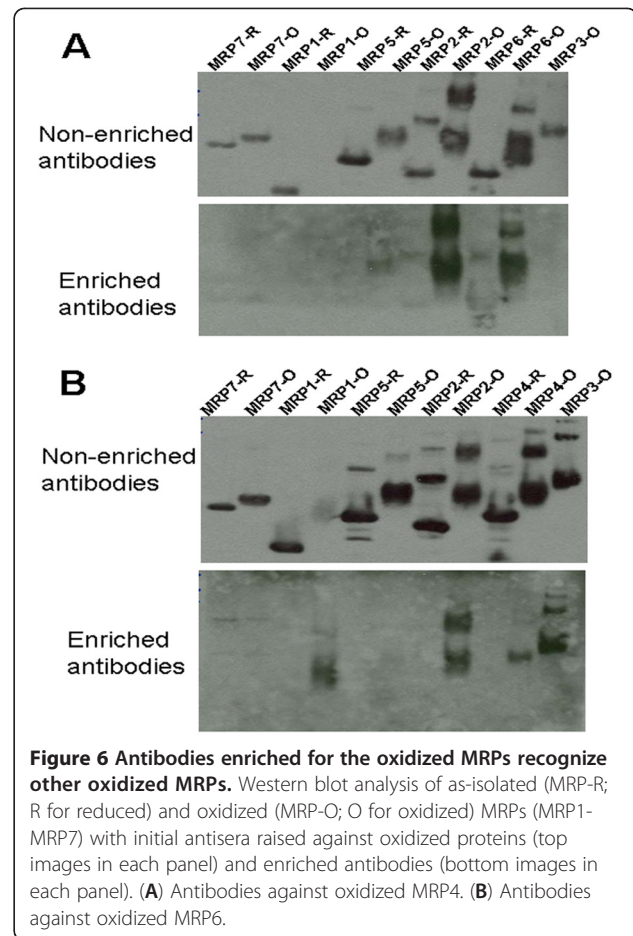 A
MRP7-R MRP7-O MRP1-R MRP1-O MRP5-R MRP5-O MRP2-R MRP2-O MRP6-R MRP6-O MRP3-O
Non-enriched
antibodies
Enriched
antibodies
B
MRP7-R MRP7-O MRP1-R MRP1-O MRP5-R MRP5-O MRP2-R MRP2-O MRP4-R MRP4-O MRP3-O
Non-enriched
antibodies
Enriched
antibodies
Figure 6 Antibodies enriched for the oxidized MRPs recognize
other oxidized MRPs. Western blot analysis of as-isolated (MRP-R;
R for reduced) and oxidized (MRP-O; O for oxidized) MRPs (MRP1-
MRP7) with initial antisera raised against oxidized proteins (top
images in each panel) and enriched antibodies (bottom images in
each panel). (A) Antibodies against oxidized MRP4. (B) Antibodies
against oxidized MRP6.